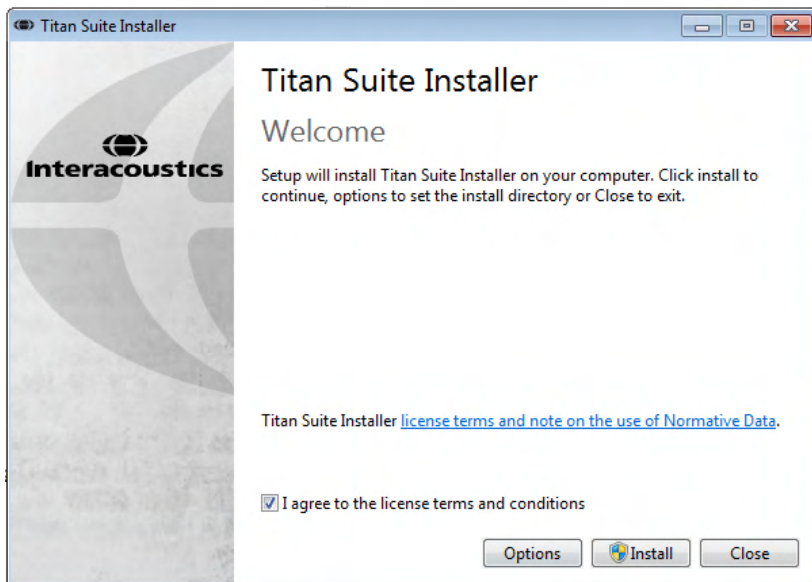 Titan Suite Installer
Interacoustics
Titan Suite Installer
Welcome
Setup will install Titan Suite Installer on your computer. Click install to
continue, options to set the install directory or Close to exit.
Titan Suite Installer license terms and note on the use of Normative Data.
I agree to the license terms and conditions
Options
Install
Close